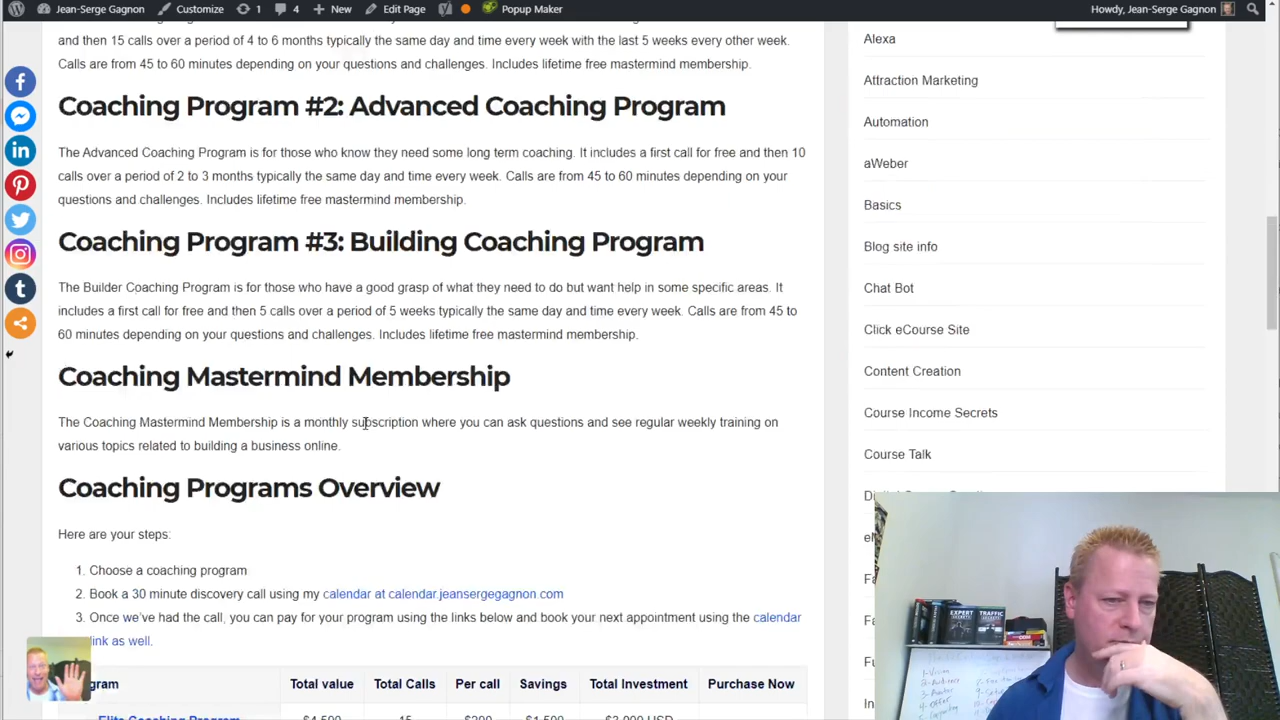 Jean-Serge Gagnon
Customize
1
4
New
Edit Page
Popup Maker
Howdy, Jean-Serge Gagnon
and then 15 calls over a period of 4 to 6 months typically the same day and time every week with the last 5 weeks every other week.
Calls are from 45 to 60 minutes depending on your questions and challenges. Includes lifetime free mastermind membership.
Coaching Program #2: Advanced Coaching Program
The Advanced Coaching Program is for those who know they need some long term coaching. It includes a first call for free and then 10
calls over a period of 2 to 3 months typically the same day and time every week. Calls are from 45 to 60 minutes depending on your
questions and challenges. Includes lifetime free mastermind membership.
Coaching Program #3: Building Coaching Program
The Builder Coaching Program is for those who have a good grasp of what they need to do but want help in some specific areas. It
includes a first call for free and then 5 calls over a period of 5 weeks typically the same day and time every week. Calls are from 45 to
60 minutes depending on your questions and challenges. Includes lifetime free mastermind membership.
Coaching Mastermind Membership
The Coaching Mastermind Membership is a monthly subscription where you can ask questions and see regular weekly training on
various topics related to building a business online.
Coaching Programs Overview
Here are your steps:
1. Choose a coaching program
2. Book a 30 minute discovery call using my calendar at calendar.jeansergegagnon.com
3. Once we've had the call, you can pay for your program using the links below and book your next appointment using the calendar
link as well.
Total value
Total Calls
Per call
Savings
Total Investment
Purchase Now
Elite Coaching Program
$4,500
15
$200
$1,500
$3,000 USD
Alexa
Attraction Marketing
Automation
aWeber
Basics
Blog site info
Chat Bot
Click eCourse Site
Content Creation
Course Income Secrets
Course Talk
EXPERT
SECRETS
TRAFFIC
SECRETS